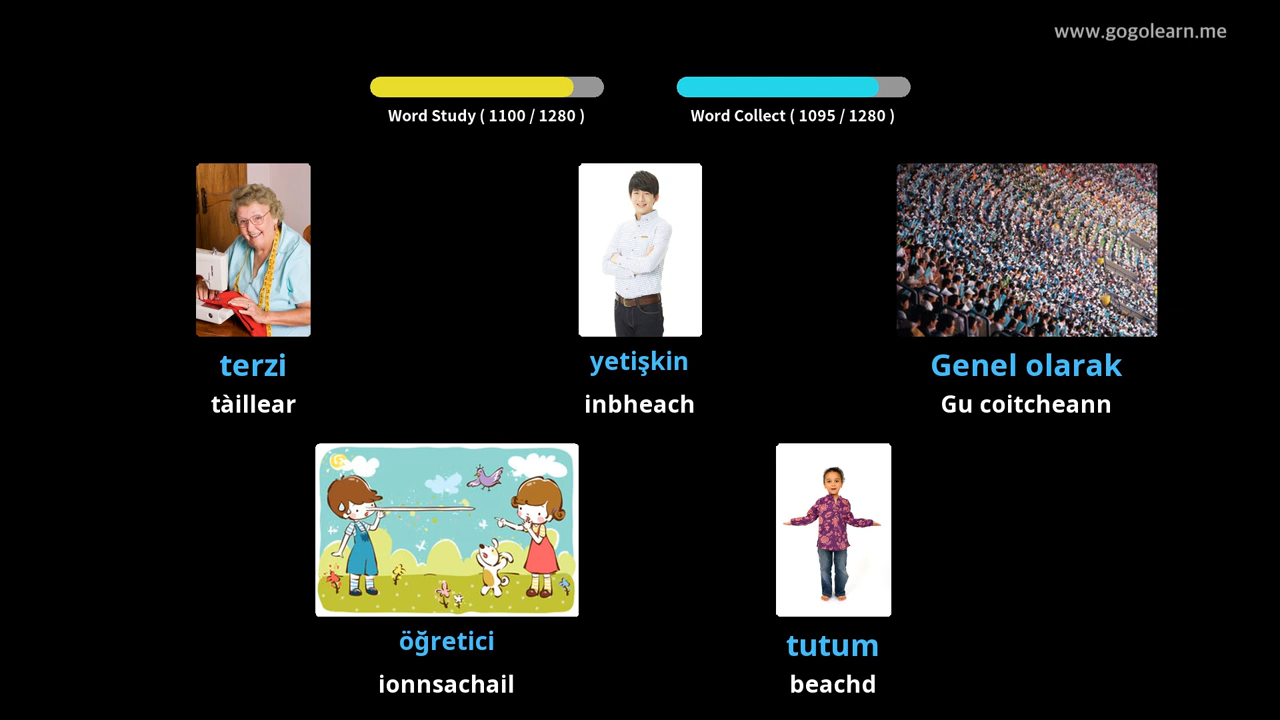 www.gogolearn.me
Word Study ( 1100 / 1280 )
Word Collect ( 1095 / 1280 )
terzi
tàillear
yetişkin
inbheach
Genel olarak
Gu coitcheann
öğretici
ionnsachail
tutum
beachd